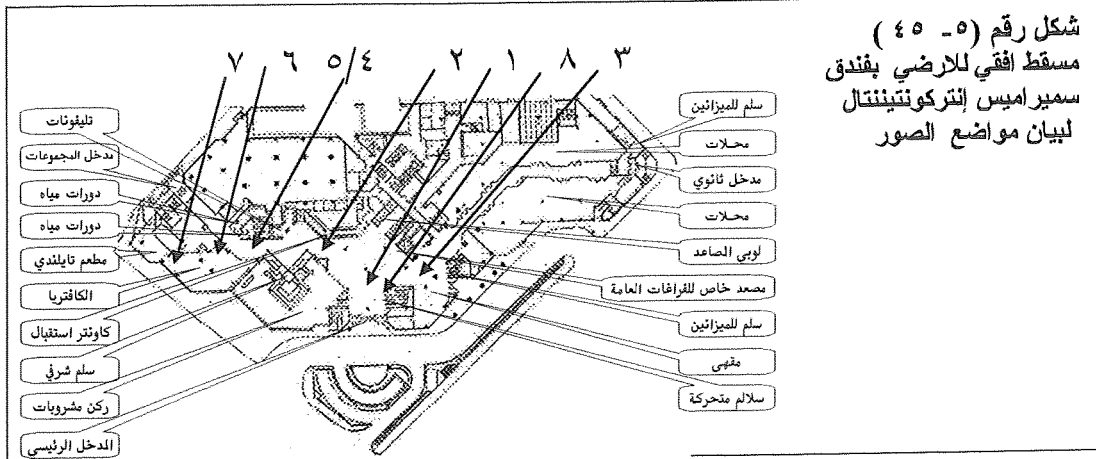 شكل رقم (٥- ٤٥ )
مسقط افقي للارضي بفندق
سميراميس إنتركونتيننتال
لبيان مواضع الصور
٧ ٦ ٥/٤ ٢ ١ ٨ ٣
سلم للميزانين
محلات
مدخل ثانوي
محلات
لوبي المصاعد
مصعد خاص للفراغات العامة
سلم للميزانين
مقهى
سلالم متحركة
تليفونات
مدخل المجموعات
دورات مياه
دورات مياه
مطعم تايلندي
الكافتريا
كاونتر استقبال
سلم شرفي
ركن مشروبات
المدخل الرئيسي